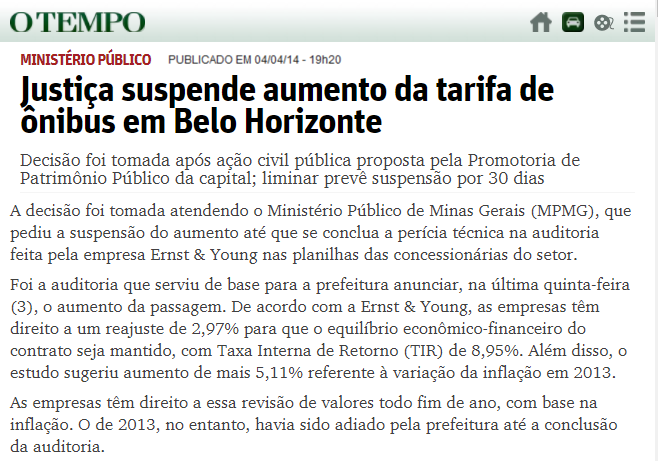 O TEMPO
MINISTÉRIO PÚBLICO PUBLICADO EM 04/04/14 - 19h20
Justiça suspende aumento da tarifa de
ônibus em Belo Horizonte
Decisão foi tomada após ação civil pública proposta pela Promotoria de
Patrimônio Público da capital; liminar prevê suspensão por 30 dias
A decisão foi tomada atendendo o Ministério Público de Minas Gerais (MPMG), que
pediu a suspensão do aumento até que se conclua a perícia técnica na auditoria
feita pela empresa Ernst & Young nas planilhas das concessionárias do setor.
Foi a auditoria que serviu de base para a prefeitura anunciar, na última quinta-feira
(3), o aumento da passagem. De acordo com a Ernst & Young, as empresas têm
direito a um reajuste de 2,97% para que o equilíbrio econômico-financeiro do
contrato seja mantido, com Taxa Interna de Retorno (TIR) de 8,95%. Além disso, o
estudo sugeriu aumento de mais 5,11% referente à variação da inflação em 2013.
As empresas têm direito a essa revisão de valores todo fim de ano, com base na
inflação. O de 2013, no entanto, havia sido adiado pela prefeitura até a conclusão
da auditoria.